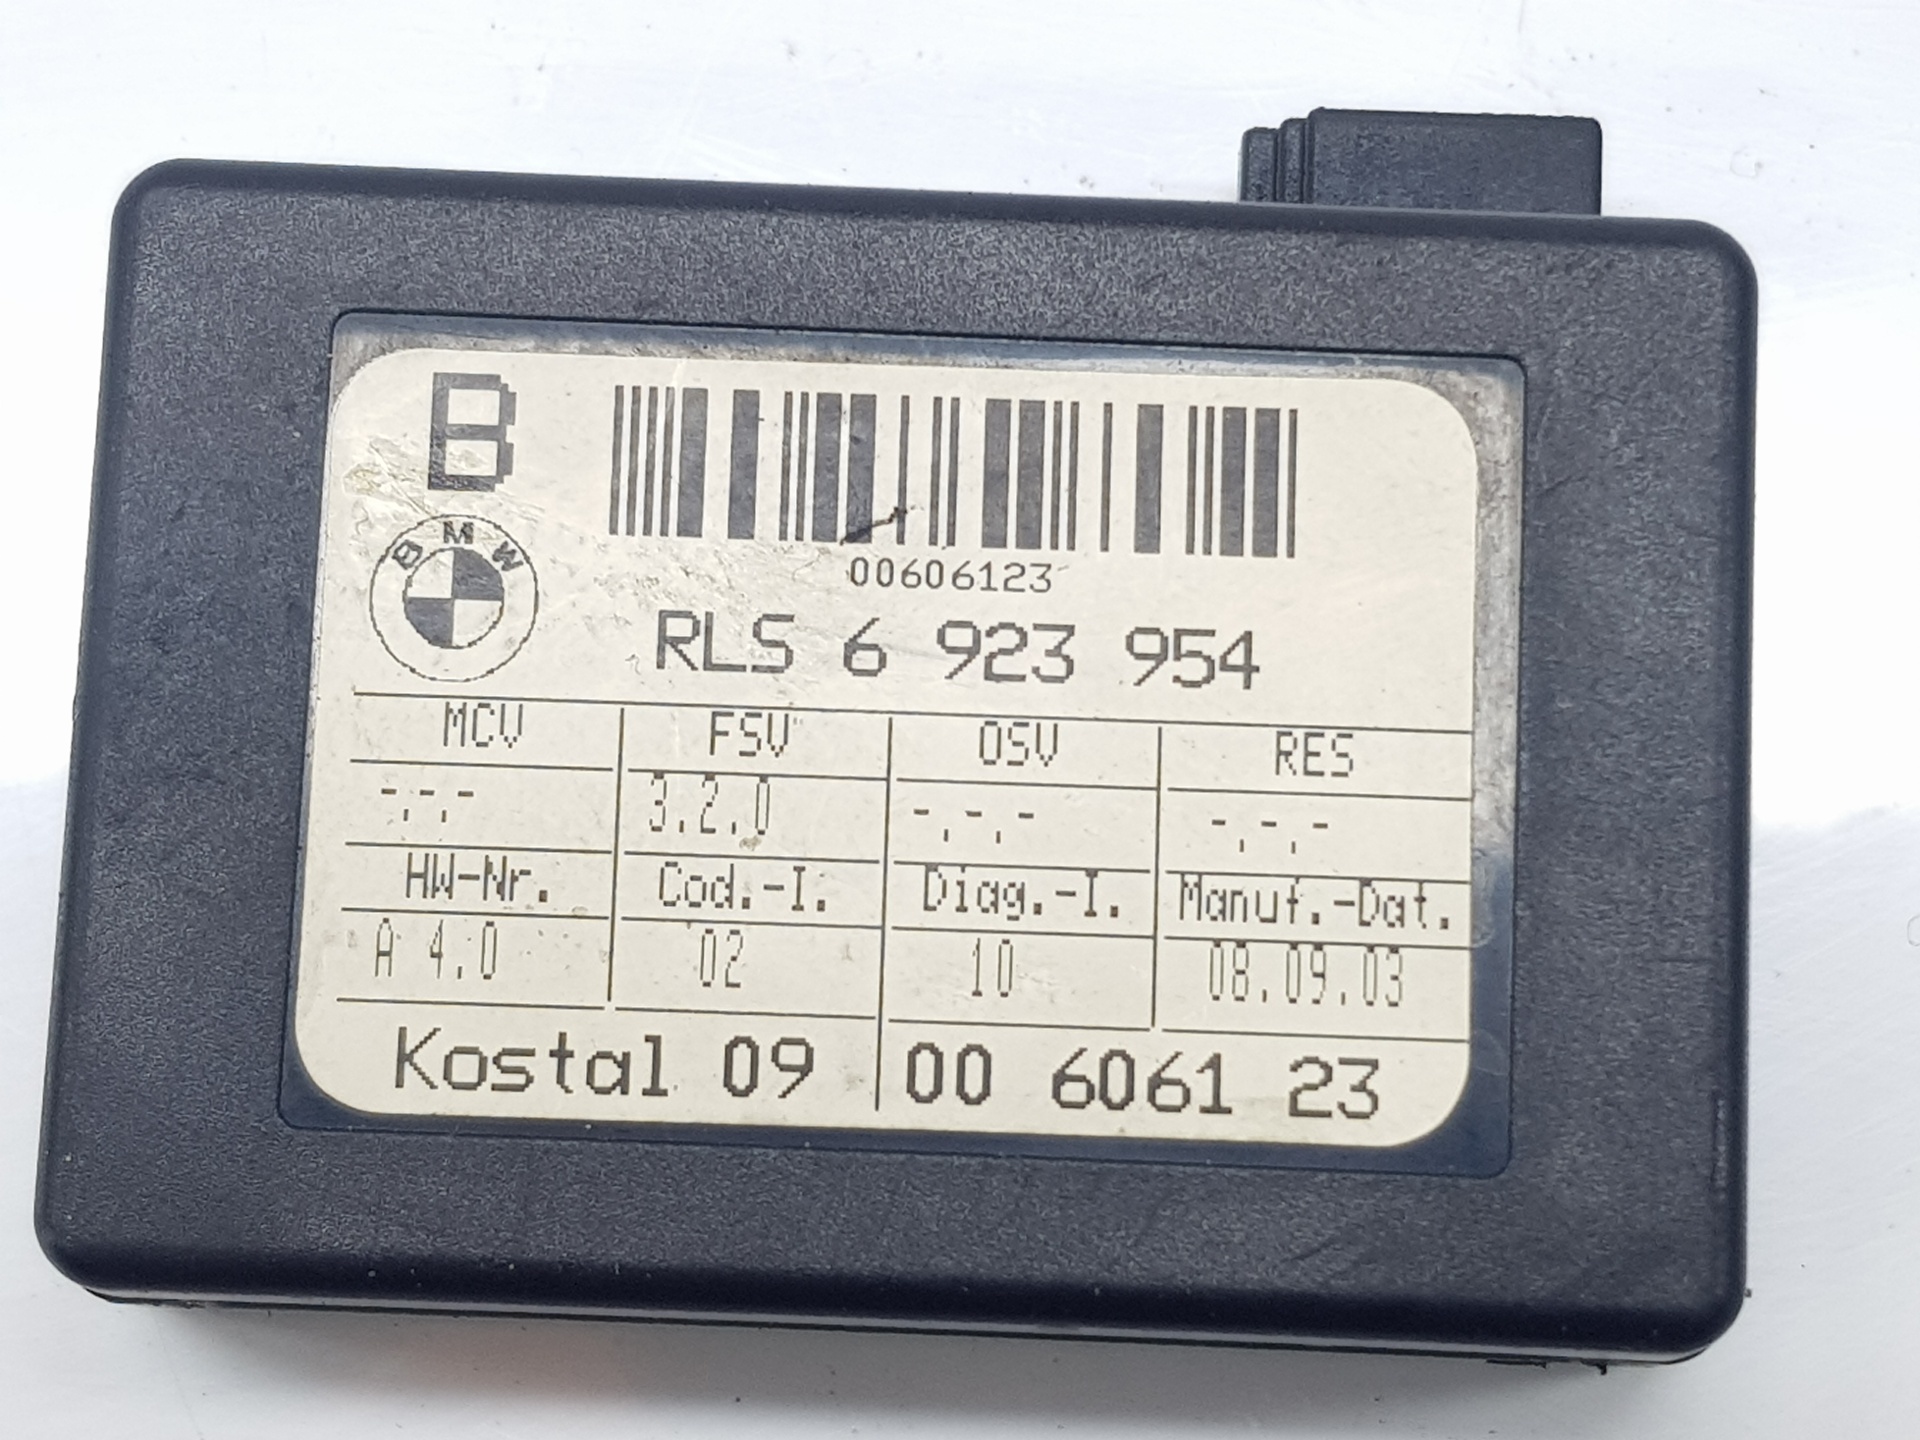 B
BMW
00606123
RLS 6 923 954
MCV FSV OSV RES
-.-.- 3.2.0 -.-.- -.-.-
HW-Nr. Cod.-I. Diag.-I. Manuf.-Dat.
A 4.0 02 10 08.09.03
Kostal 09 00 6061 23